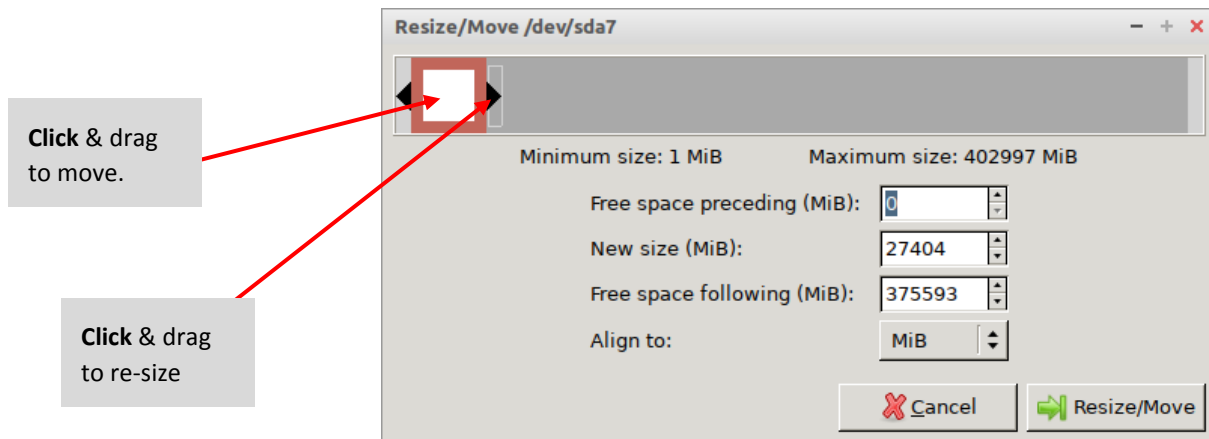 Resize/Move /dev/sda7
Click & drag
to move.
Minimum size: 1 MiB Maximum size: 402997 MiB
Free space preceding (MiB): 0
New size (MiB): 27404
Free space following (MiB): 375593
Align to: MiB
Click & drag
to re-size
Cancel Resize/Move